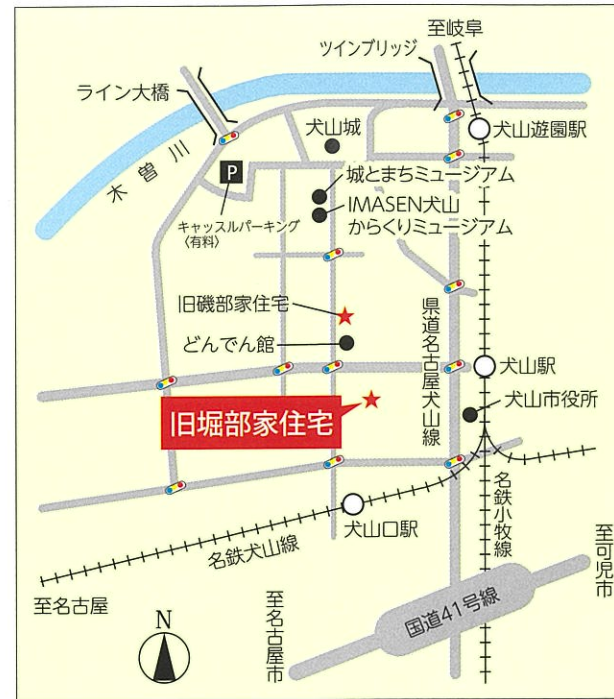 至岐阜
ツインブリッジ
ライン大橋
犬山城
犬山遊園駅
木曽川
P
城とまちミュージアム
キャッスルパーキング
〈有料〉
IMASEN犬山
からくりミュージアム
旧磯部家住宅
県道名古屋犬山線
どんでん館
犬山駅
犬山市役所
旧堀部家住宅
犬山口駅
名鉄小牧線
名鉄犬山線
至可児市
至名古屋
国道41号線
至名古屋市
N